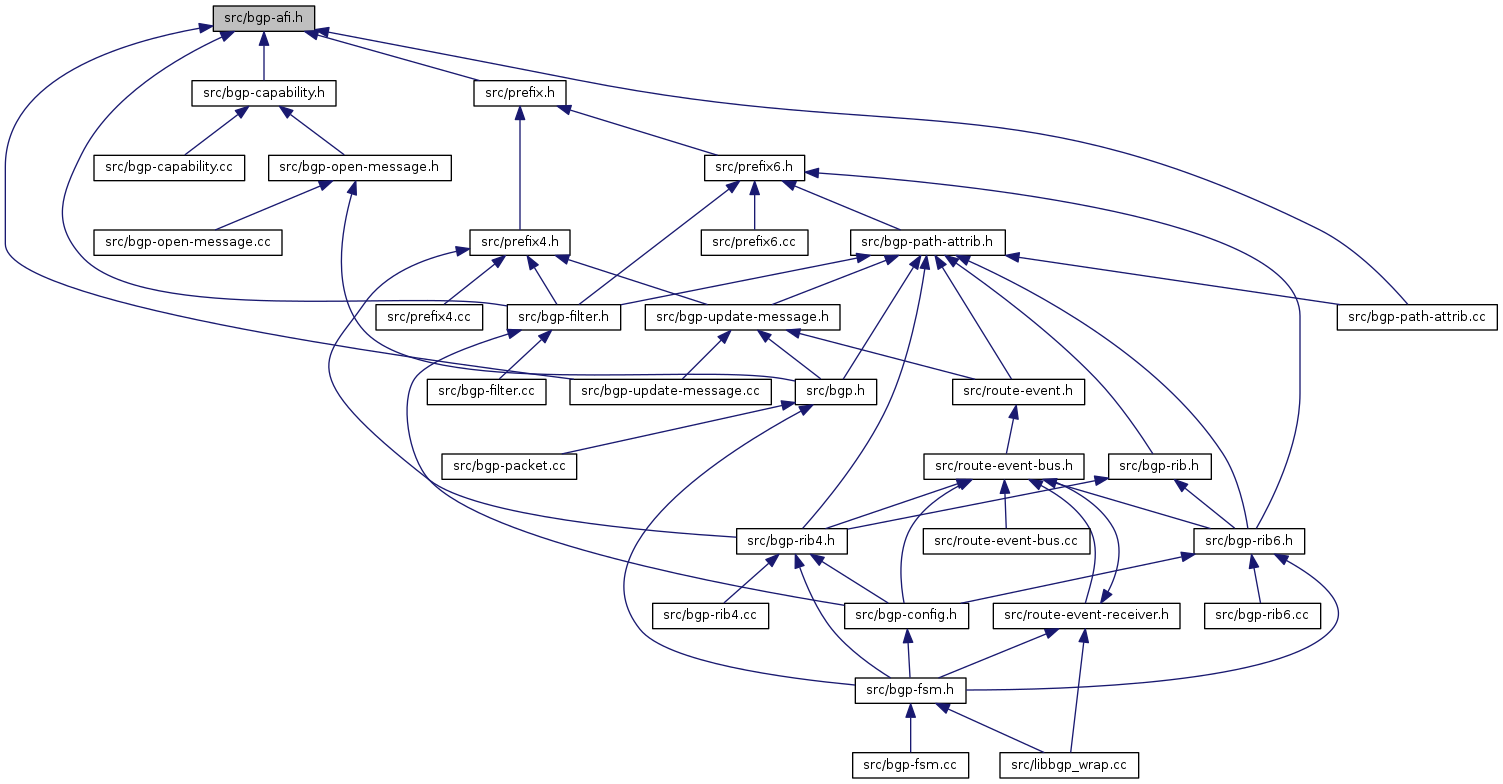 src/bgp-afi.h
src/bgp-capability.h
src/prefix.h
src/bgp-capability.cc
src/bgp-open-message.h
src/prefix6.h
src/bgp-open-message.cc
src/prefix4.h
src/prefix6.cc
src/bgp-path-attrib.h
src/prefix4.cc
src/bgp-filter.h
src/bgp-update-message.h
src/bgp-path-attrib.cc
src/bgp-filter.cc
src/bgp-update-message.cc
src/bgp.h
src/route-event.h
src/bgp-packet.cc
src/route-event-bus.h
src/bgp-rib.h
src/bgp-rib4.h
src/route-event-bus.cc
src/bgp-rib6.h
src/bgp-rib4.cc
src/bgp-config.h
src/route-event-receiver.h
src/bgp-rib6.cc
src/bgp-fsm.h
src/bgp-fsm.cc
src/libbgp_wrap.cc